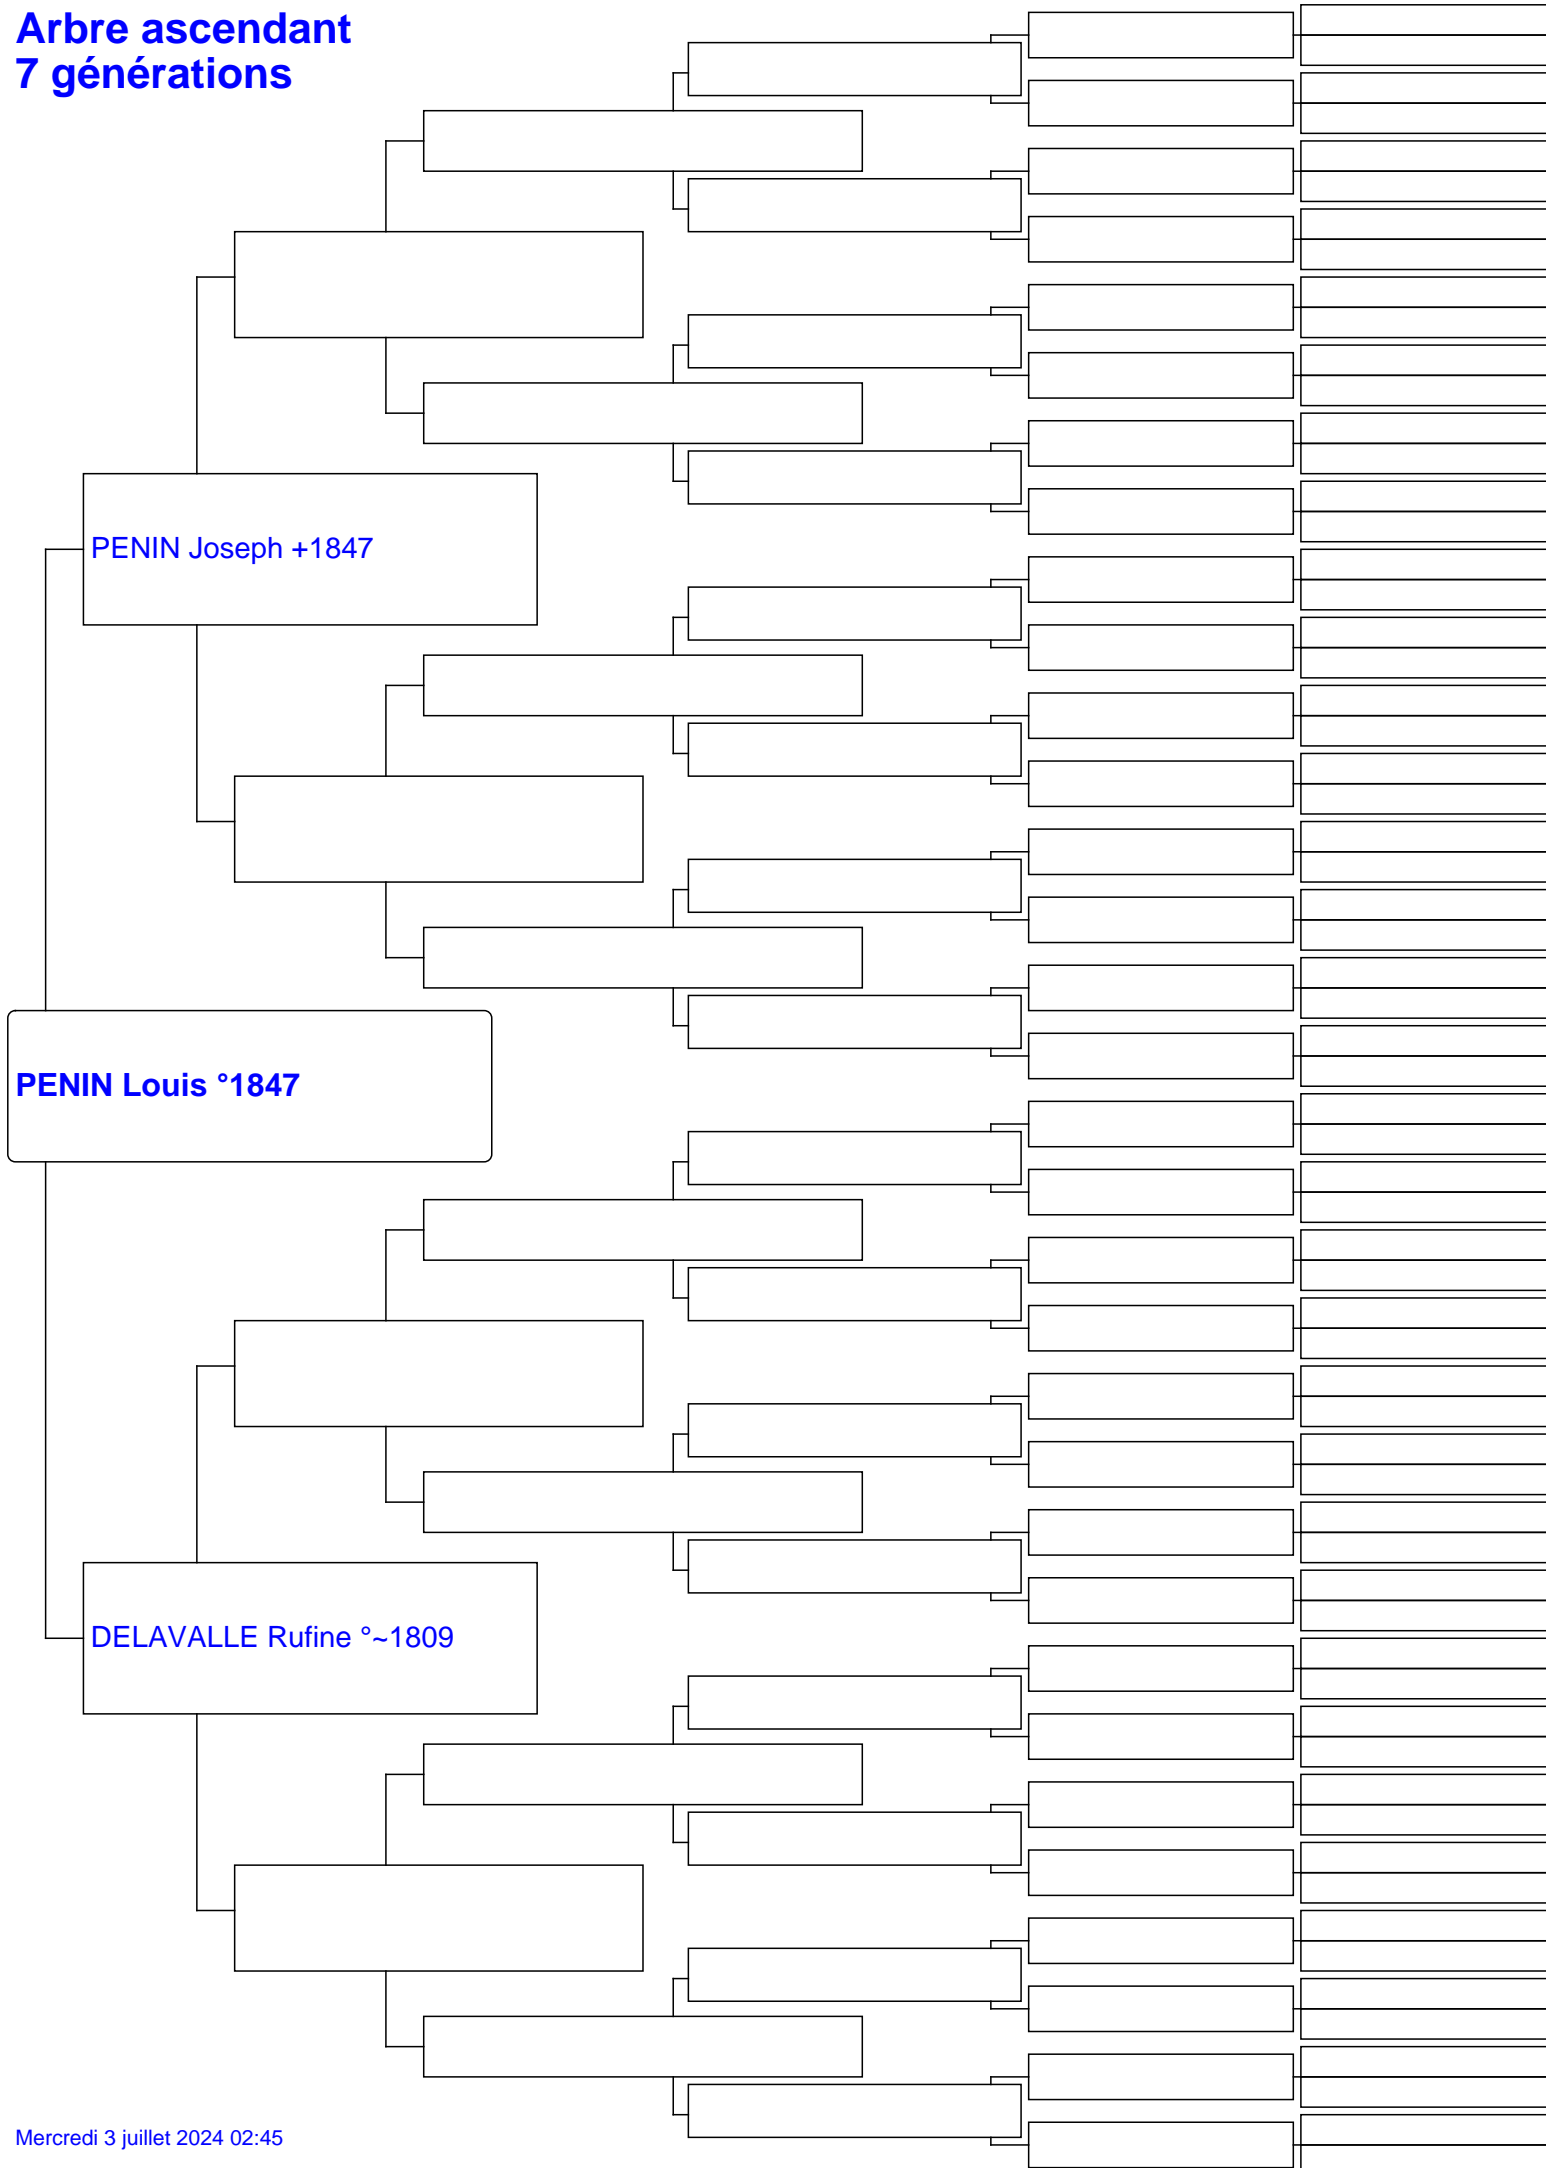 Arbre ascendant
7 générations
PENIN Joseph +1847
PENIN Louis °1847
DELAVALLE Rufine °~1809
Mercredi 3 juillet 2024 02:45